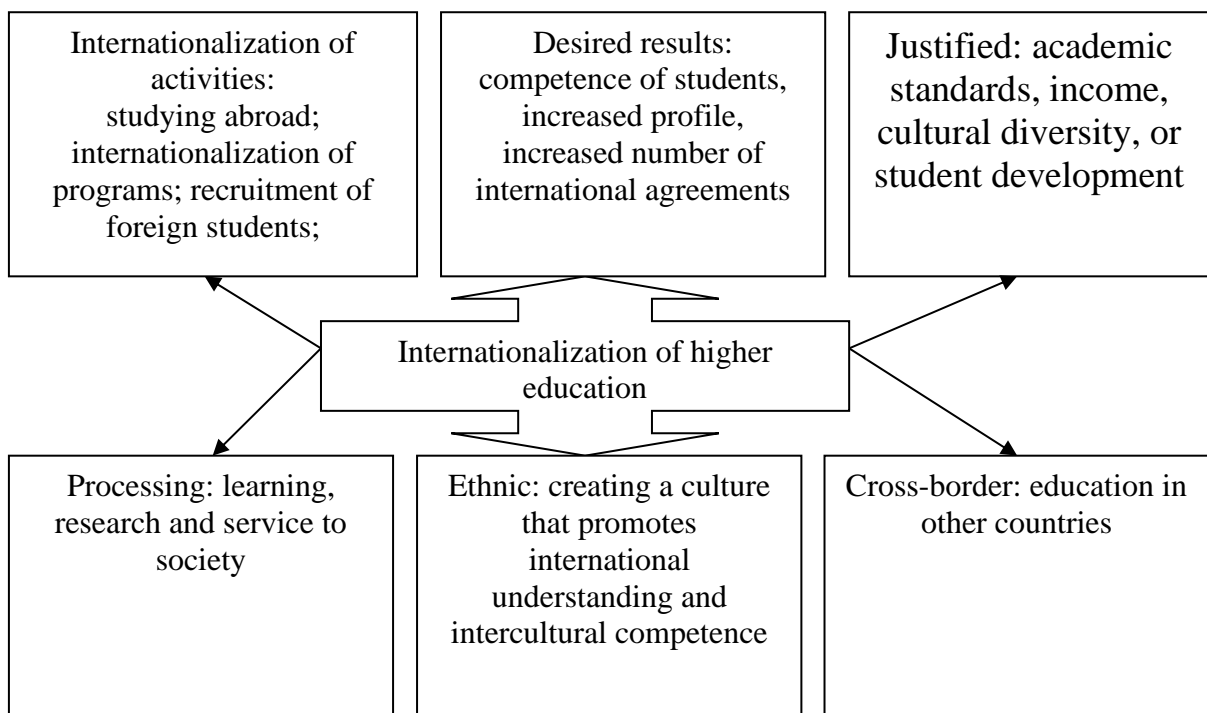 Internationalization of
activities:
studying abroad;
internationalization of
programs; recruitment of
foreign students;
Desired results:
competence of students,
increased profile,
increased number of
international agreements
Justified: academic
standards, income,
cultural diversity, or
student development
Internationalization of higher
education
Processing: learning,
research and service to
society
Ethnic: creating a culture
that promotes
international
understanding and
intercultural competence
Cross-border: education in
other countries